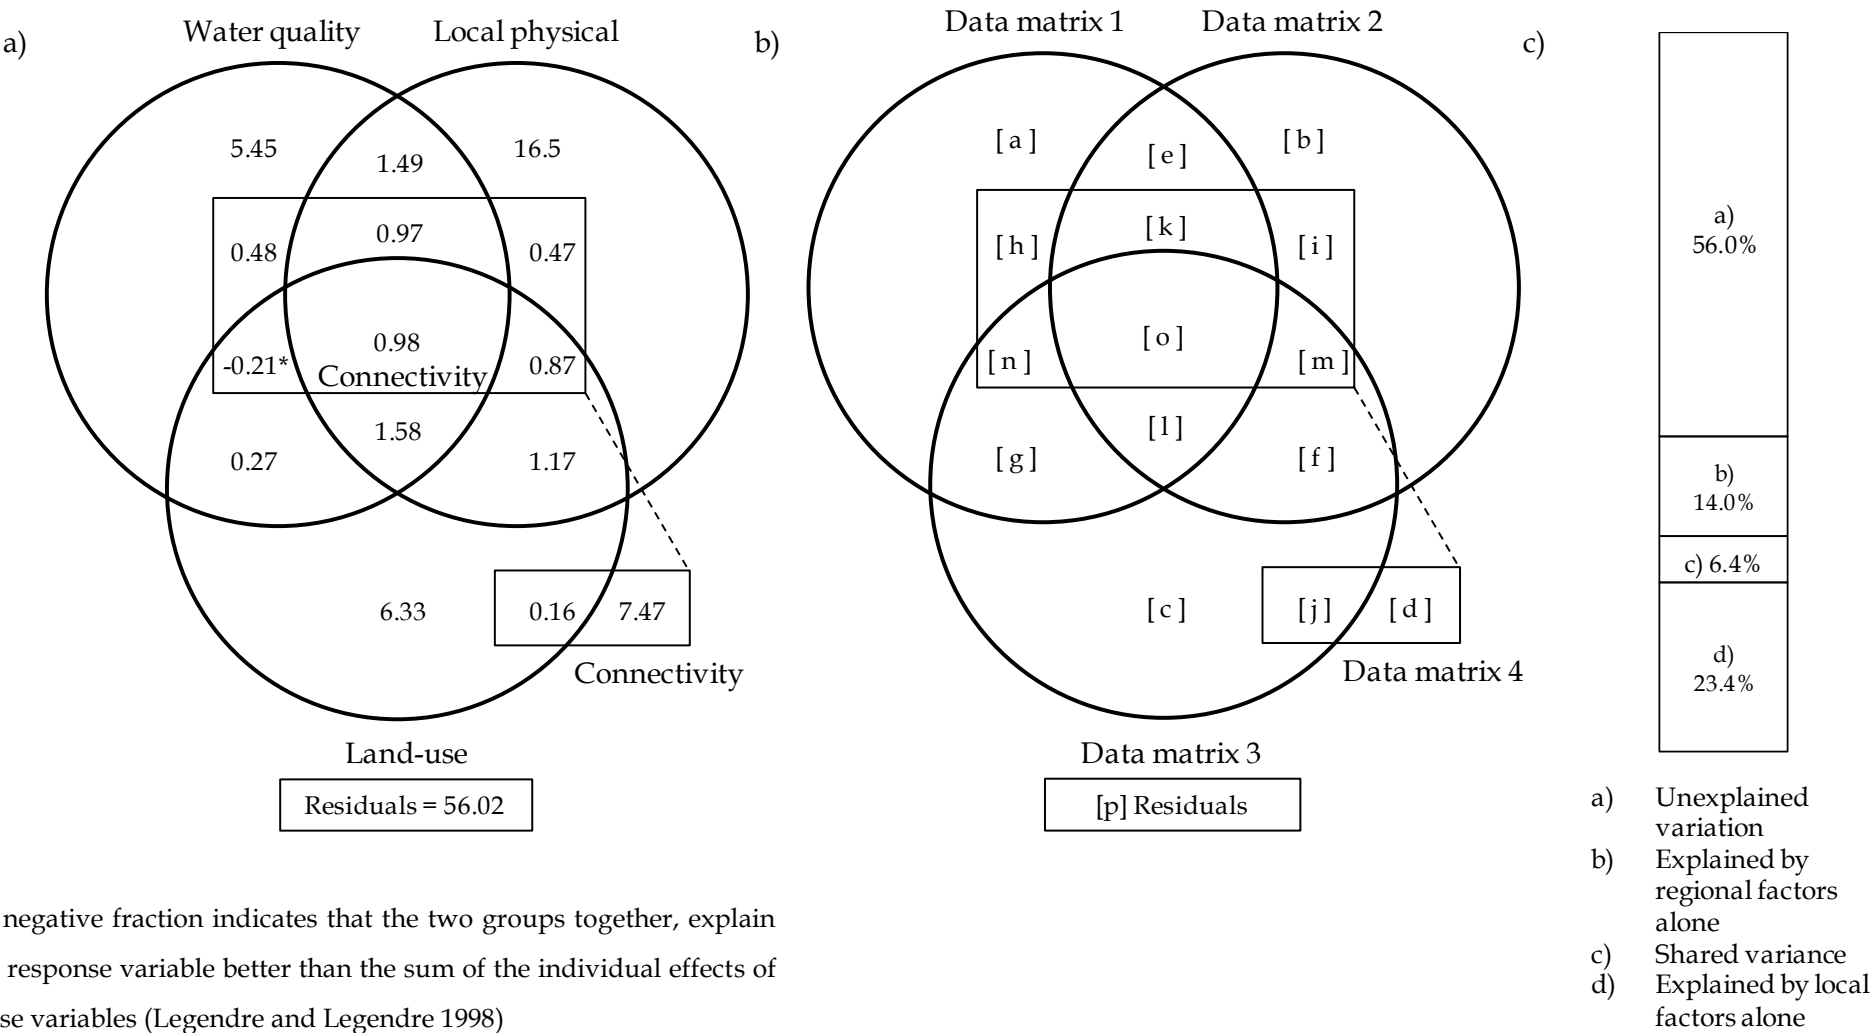 a)
Water quality
Local physical
5.45
1.49
16.5
0.48
0.97
0.47
-0.21*
0.98
Connectivity
0.87
0.27
1.58
1.17
6.33
0.16
7.47
Connectivity
Land-use
Residuals = 56.02
b)
Data matrix 1
Data matrix 2
[ a ]
[ e ]
[ b ]
[ h ]
[ k ]
[ i ]
[ n ]
[ o ]
[ m ]
[ g ]
[ l ]
[ f ]
[ c ]
[ j ]
[ d ]
Data matrix 4
Data matrix 3
[p] Residuals
c)
a)
56.0%
b)
14.0%
c) 6.4%
d)
23.4%
a) Unexplained
variation
b) Explained by
regional factors
alone
c) Shared variance
d) Explained by local
factors alone
negative fraction indicates that the two groups together, explain
response variable better than the sum of the individual effects of
se variables (Legendre and Legendre 1998)